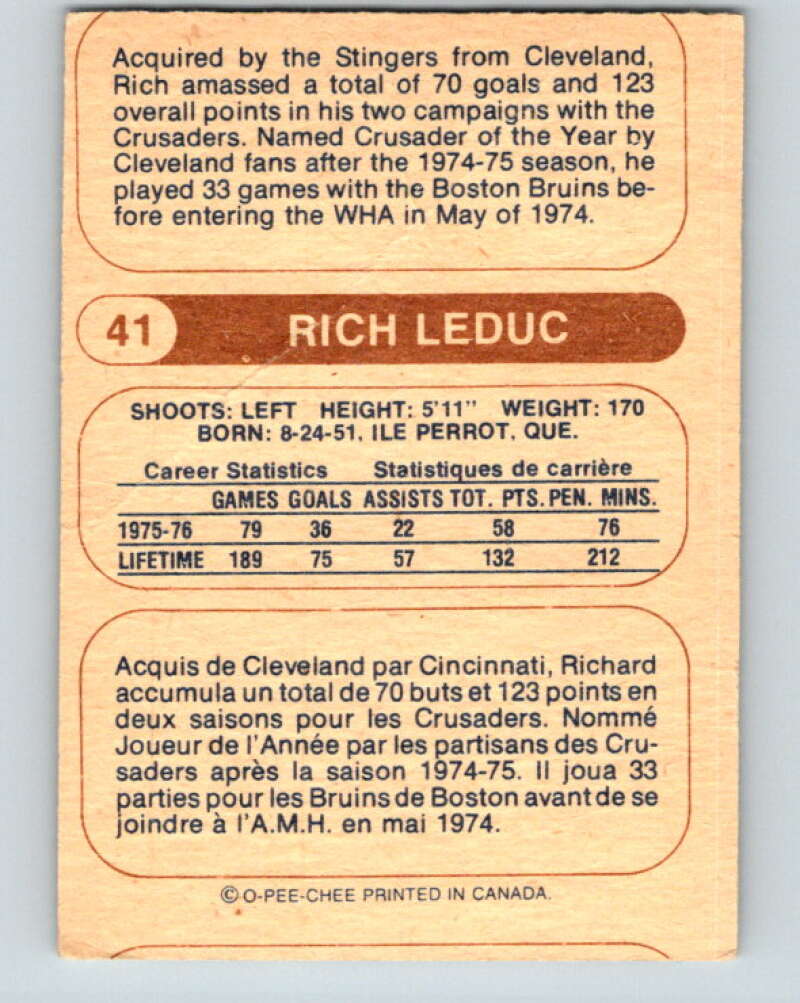 Acquired by the Stingers from Cleveland,
Rich amassed a total of 70 goals and 123
overall points in his two campaigns with the
Crusaders. Named Crusader of the Year by
Cleveland fans after the 1974-75 season, he
played 33 games with the Boston Bruins be-
fore entering the WHA in May of 1974.
41 RICH LEDUC
SHOOTS: LEFT HEIGHT: 5'11" WEIGHT: 170
BORN: 8-24-51, ILE PERROT, QUE.
Career Statistics Statistiques de carrière
GAMES GOALS ASSISTS TOT. PTS. PEN. MINS.
1975-76 79 36 22 58 76
LIFETIME 189 75 57 132 212
Acquis de Cleveland par Cincinnati, Richard
accumula un total de 70 buts et 123 points en
deux saisons pour les Crusaders. Nommé
Joueur de l'Année par les partisans des Cru-
saders après la saison 1974-75. Il joua 33
parties pour les Bruins de Boston avant de se
joindre à l'A.M.H. en mai 1974.
© O-PEE-CHEE PRINTED IN CANADA.